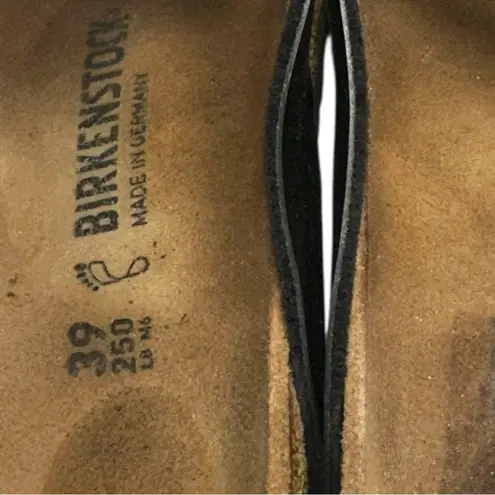 BIRKENSTOCK
MADE IN GERMANY
39
250
L8 M6